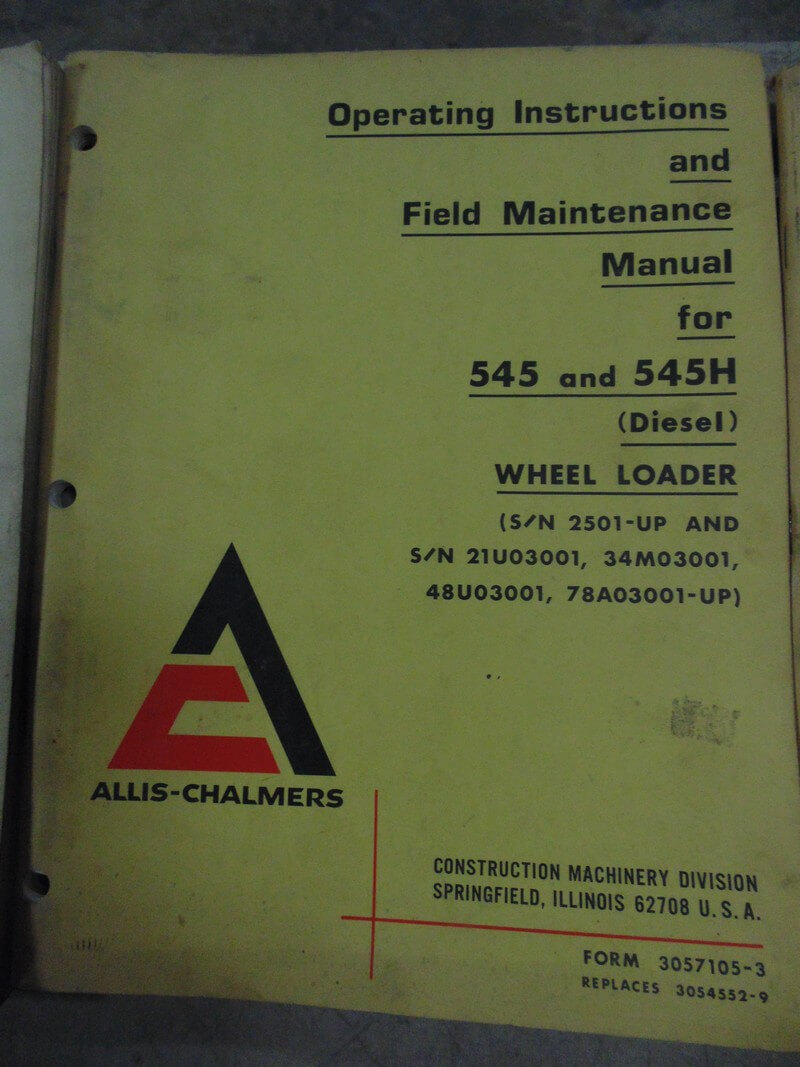 Operating Instructions
and
Field Maintenance
Manual
for
545 and 545H
(Diesel)
WHEEL LOADER
(S/N 2501-UP AND
S/N 21U03001, 34M03001,
48U03001, 78A03001-UP)
ALLIS-CHALMERS
CONSTRUCTION MACHINERY DIVISION
SPRINGFIELD, ILLINOIS 62708 U.S.A.
FORM 3057105-3
REPLACES 3054552-9